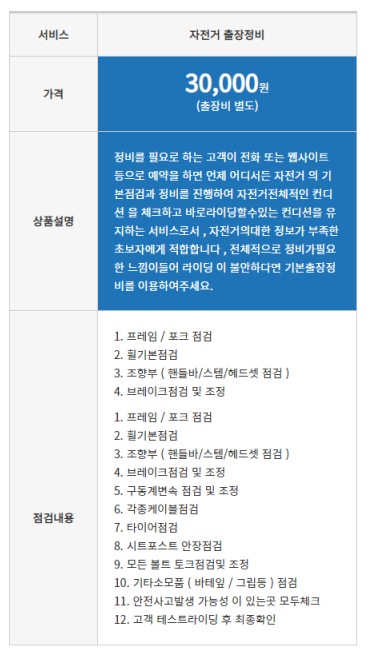 서비스
자전거 출장정비
가격
30,000원
(출장비 별도)
상품설명
정비를 필요로 하는 고객이 전화 또는 웹사이트
등으로 예약을 하면 언제 어디서든 자전거 의 기
본점검과 정비를 진행하여 자전거전체적인 컨디
션 을 체크하고 바로라이딩할수있는 컨디션을 유
지하는 서비스로서 , 자전거의대한 정보가 부족한
초보자에게 적합합니다 , 전체적으로 정비가필요
한 느낌이들어 라이딩 이 불안하다면 기본출장정
비를 이용하여주세요.
점검내용
1. 프레임 / 포크 점검
2. 휠기본점검
3. 조향부 ( 핸들바/스템/헤드셋 점검 )
4. 브레이크점검 및 조정
1. 프레임 / 포크 점검
2. 휠기본점검
3. 조향부 ( 핸들바/스템/헤드셋 점검 )
4. 브레이크점검 및 조정
5. 구동계변속 점검 및 조정
6. 각종케이블점검
7. 타이어점검
8. 시트포스트 안장점검
9. 모든 볼트 토크점검및 조정
10. 기타소모품 ( 바테잎 / 그립등 ) 점검
11. 안전사고발생 가능성 이 있는곳 모두체크
12. 고객 테스트라이딩 후 최종확인